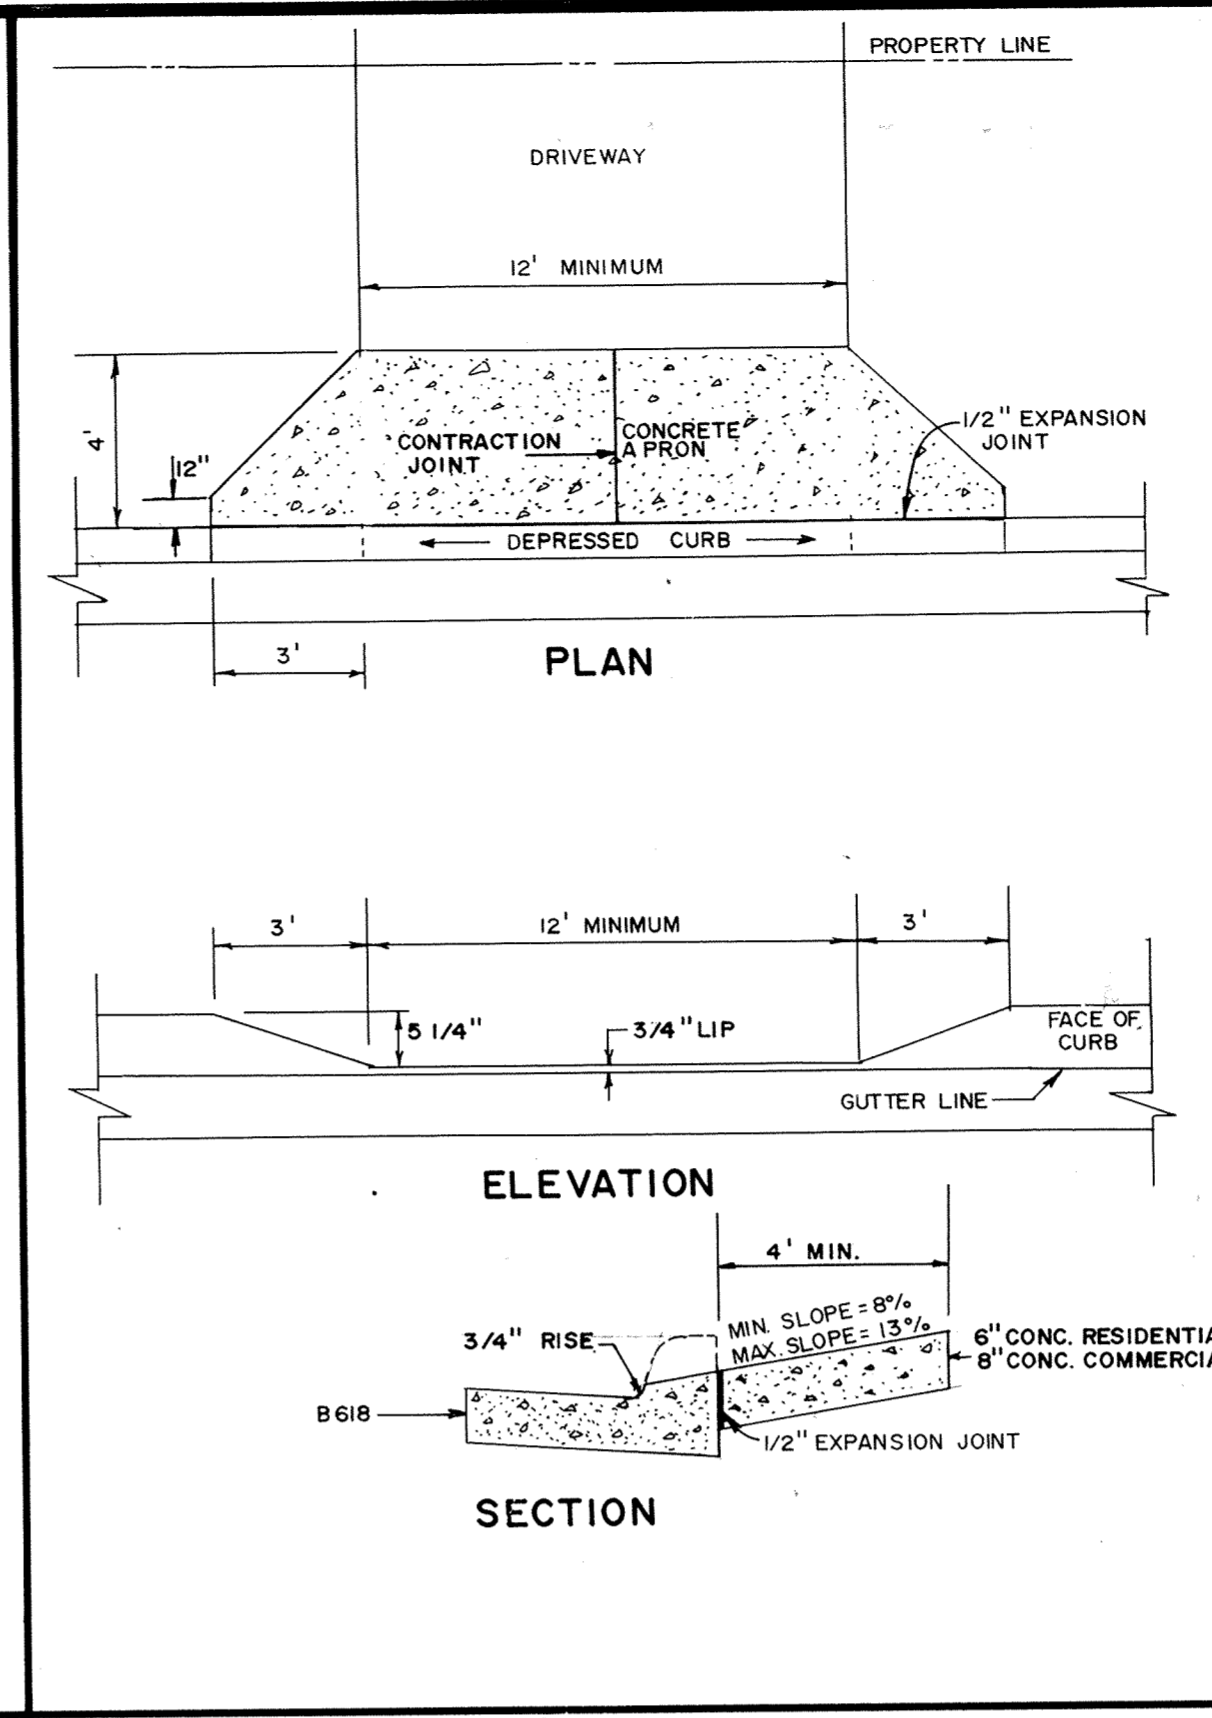 PROPERTY LINE
DRIVEWAY
12' MINIMUM
4'
12"
CONTRACTION
JOINT
CONCRETE
APRON
1/2" EXPANSION
JOINT
DEPRESSED CURB
3'
PLAN
3'
12' MINIMUM
3'
5 1/4"
3/4" LIP
FACE OF
CURB
GUTTER LINE
ELEVATION
4' MIN.
MIN. SLOPE = 8%
MAX. SLOPE = 13%
3/4" RISE
6" CONC. RESIDENTIA
8" CONC. COMMERCIA
B618
1/2" EXPANSION JOINT
SECTION